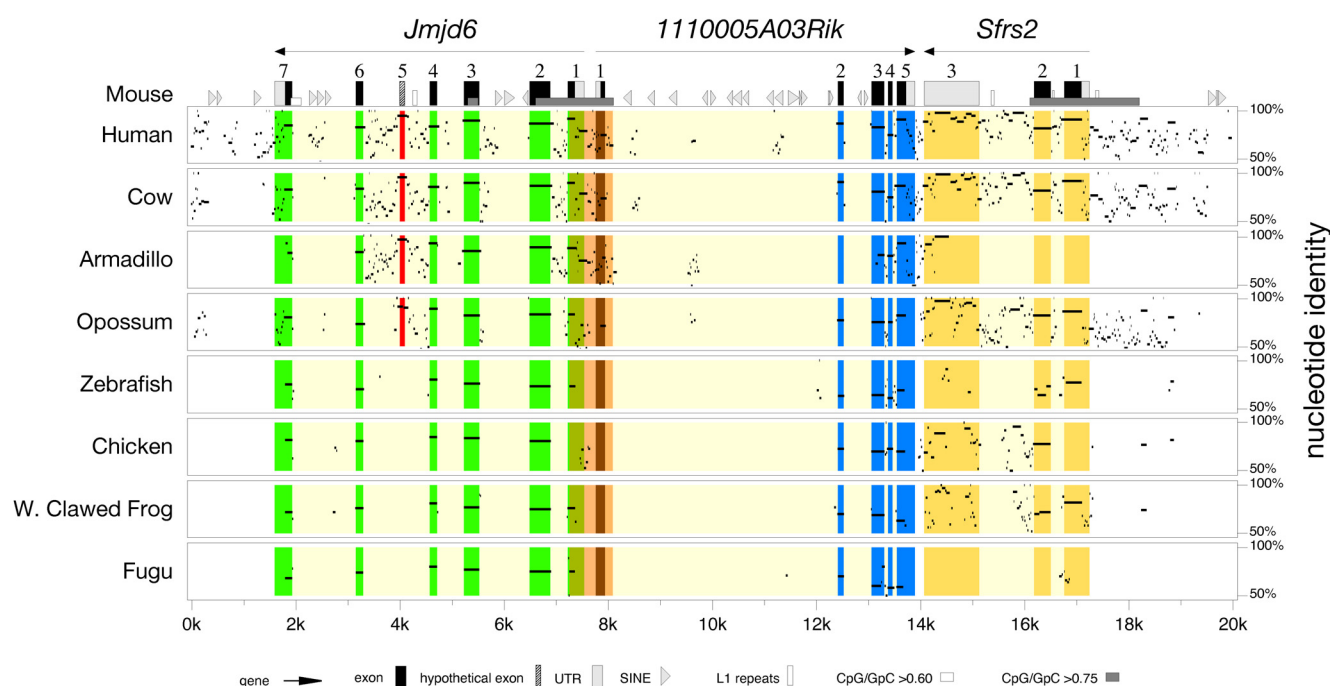 Jmjd6 1110005A03Rik Sfrs2
7 6 5 4 3 2 1 1 2 3 4 5 3 2 1
Mouse
Human 100% 50%
Cow 100% 50%
Armadillo 100% 50%
Opossum 100% 50%
Zebrafish 100% 50%
Chicken 100% 50%
W. Clawed Frog 100% 50%
Fugu 100% 50%
nucleotide identity
0k 2k 4k 6k 8k 10k 12k 14k 16k 18k 20k
gene exon hypothetical exon UTR SINE L1 repeats CpG/GpC >0.60 CpG/GpC >0.75